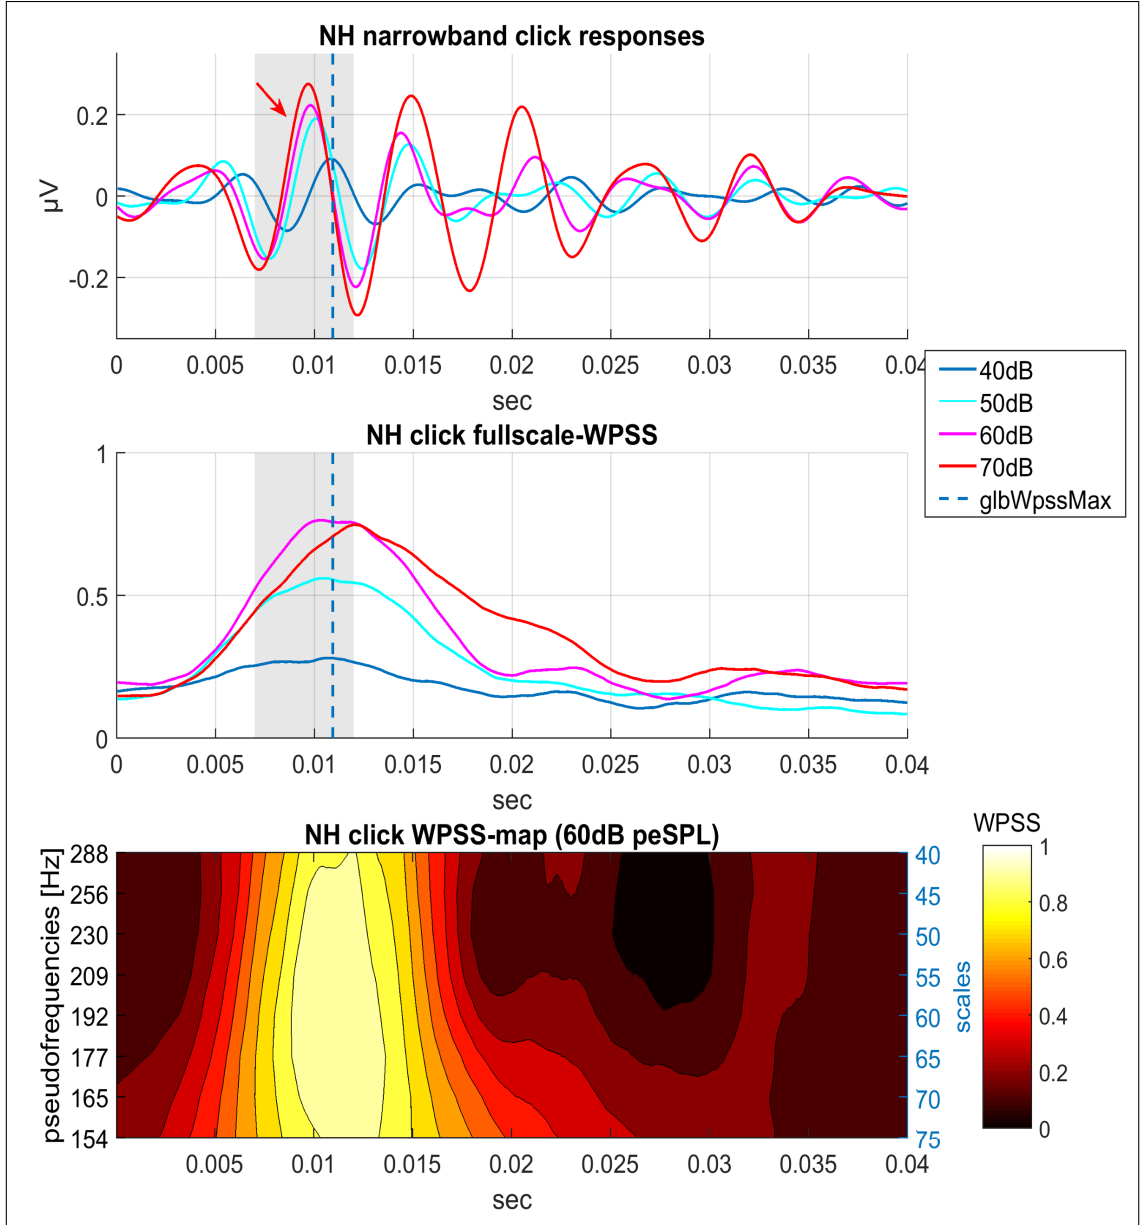 NH narrowband click responses
0.2
0
-0.2
µV
0 0.005 0.01 0.015 0.02 0.025 0.03 0.035 0.04
sec
40dB
50dB
60dB
70dB
glbWpssMax
NH click fullscale-WPSS
1
0.5
0
0 0.005 0.01 0.015 0.02 0.025 0.03 0.035 0.04
sec
NH click WPSS-map (60dB peSPL)
pseudofrequencies [Hz]
288
256
230
209
192
177
165
154
40
45
50
55
60
65
70
75
scales
0.005 0.01 0.015 0.02 0.025 0.03 0.035 0.04
sec
WPSS
1
0.8
0.6
0.4
0.2
0